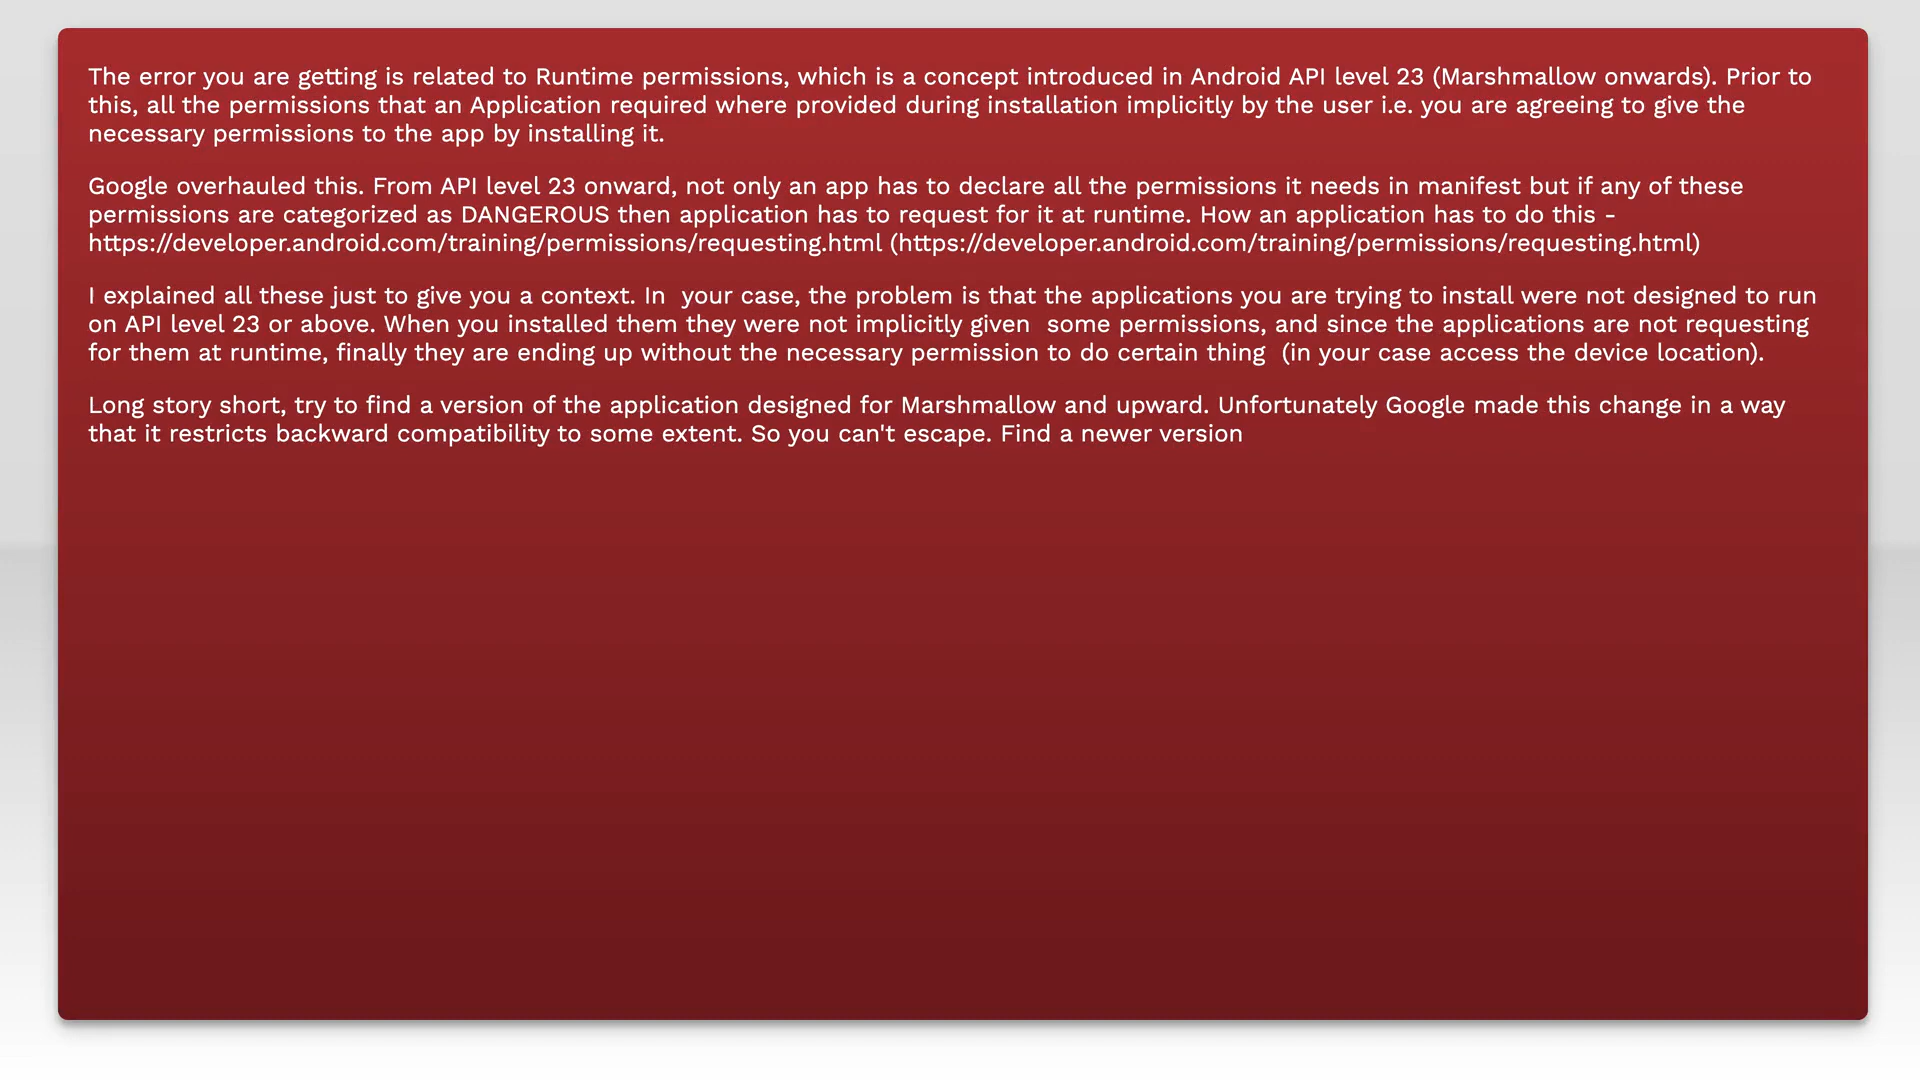 The error you are getting is related to Runtime permissions, which is a concept introduced in Android API level 23 (Marshmallow onwards). Prior to
this, all the permissions that an Application required where provided during installation implicitly by the user i.e. you are agreeing to give the
necessary permissions to the app by installing it.
Google overhauled this. From API level 23 onward, not only an app has to declare all the permissions it needs in manifest but if any of these
permissions are categorized as DANGEROUS then application has to request for it at runtime. How an application has to do this -
https://developer.android.com/training/permissions/requesting.html (https://developer.android.com/training/permissions/requesting.html)
I explained all these just to give you a context. In  your case, the problem is that the applications you are trying to install were not designed to run
on API level 23 or above. When you installed them they were not implicitly given  some permissions, and since the applications are not requesting
for them at runtime, finally they are ending up without the necessary permission to do certain thing  (in your case access the device location).
Long story short, try to find a version of the application designed for Marshmallow and upward. Unfortunately Google made this change in a way
that it restricts backward compatibility to some extent. So you can't escape. Find a newer version